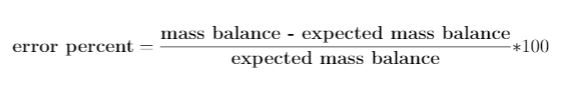 error percent = mass balance - expected mass balance / expected mass balance *100